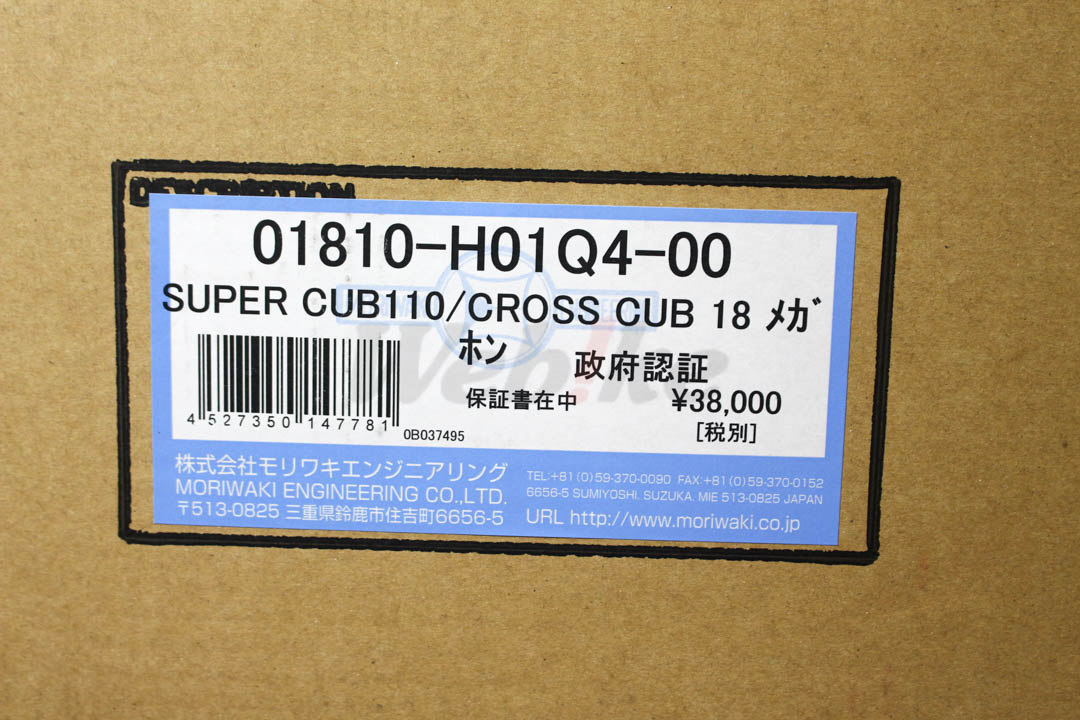 DESCRIPTION
01810-H01Q4-00
SUPER CUB110/CROSS CUB 18 ﾒｶﾞ
ﾎﾝ
政府認証
保証書在中
¥38,000
[税別]
4 527350 147781
0B037495
Webike
株式会社モリワキエンジニアリング
MORIWAKI ENGINEERING CO.,LTD.
〒513-0825 三重県鈴鹿市住吉町6656-5
TEL:+81(0)59-370-0090 FAX:+81(0)59-370-0152
6656-5 SUMIYOSHI. SUZUKA. MIE 513-0825 JAPAN
URL http://www.moriwaki.co.jp